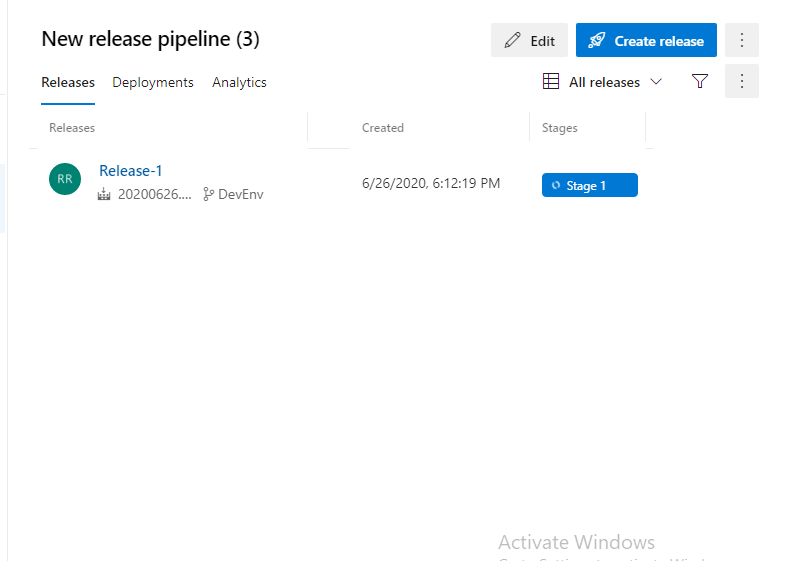 New release pipeline (3)
Edit
Create release
Releases
Deployments
Analytics
All releases
Releases
Created
Stages
RR
Release-1
20200626....
DevEnv
6/26/2020, 6:12:19 PM
Stage 1
Activate Windows